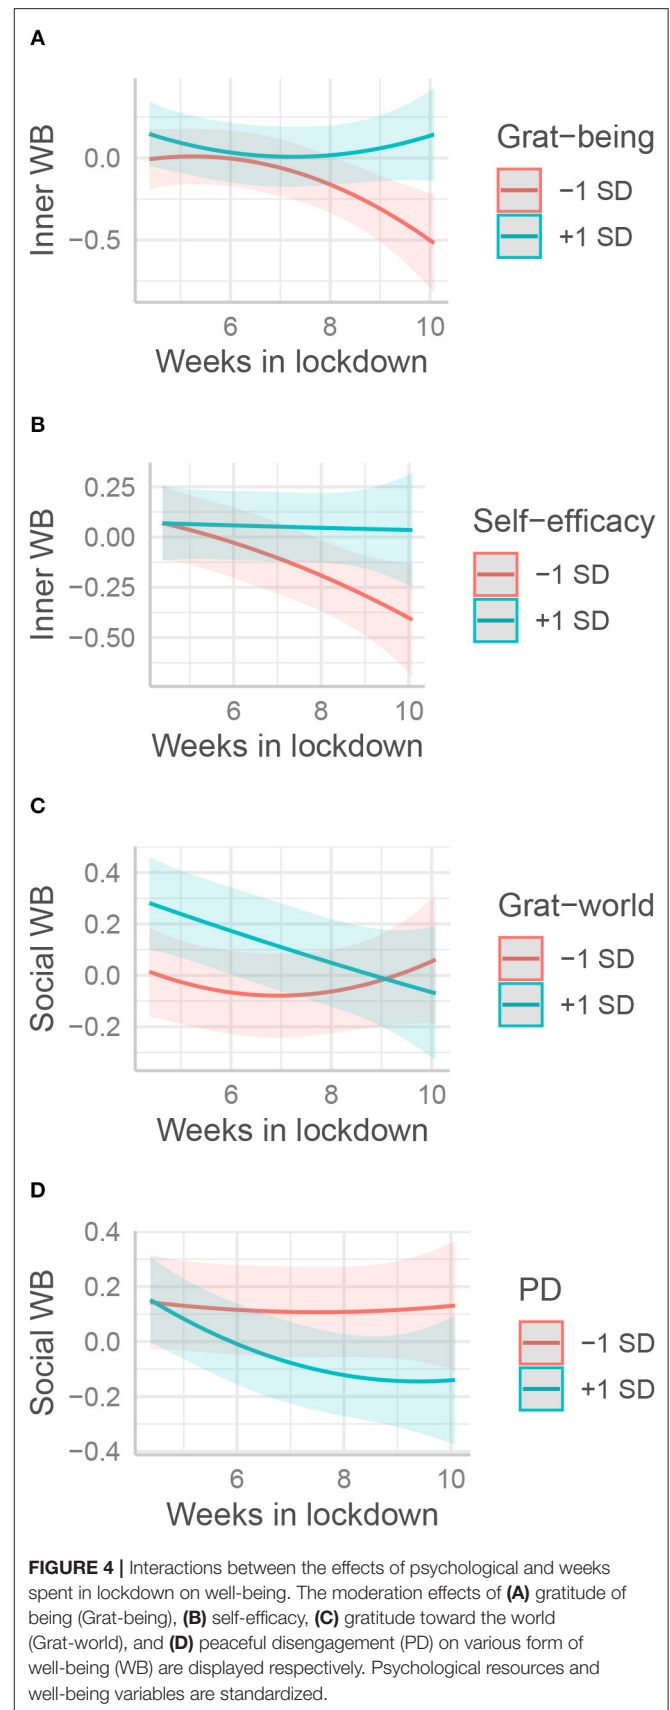 A
Inner WB
0.0
−0.5
6 8 10
Weeks in lockdown
Grat−being
−1 SD
+1 SD
B
Inner WB
0.25
0.00
−0.25
−0.50
6 8 10
Weeks in lockdown
Self−efficacy
−1 SD
+1 SD
C
Social WB
0.4
0.2
0.0
−0.2
6 8 10
Weeks in lockdown
Grat−world
−1 SD
+1 SD
D
Social WB
0.4
0.2
0.0
−0.2
−0.4
6 8 10
Weeks in lockdown
PD
−1 SD
+1 SD
FIGURE 4 | Interactions between the effects of psychological and weeks
spent in lockdown on well-being. The moderation effects of (A) gratitude of
being (Grat-being), (B) self-efficacy, (C) gratitude toward the world
(Grat-world), and (D) peaceful disengagement (PD) on various form of
well-being (WB) are displayed respectively. Psychological resources and
well-being variables are standardized.